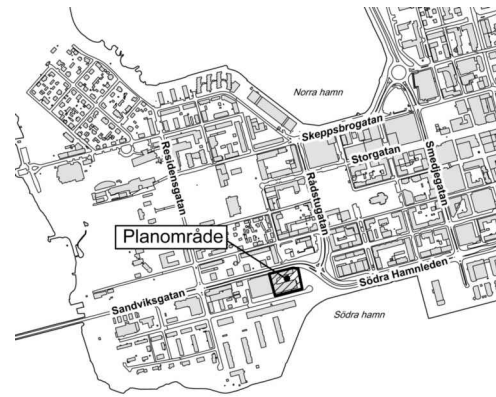 Norra hamn
Skeppsbrogatan
Storgatan
Residensgatan
Rådstugatan
Smedjegatan
Planområde
Södra Hamnleden
Sandviksgatan
Södra hamn